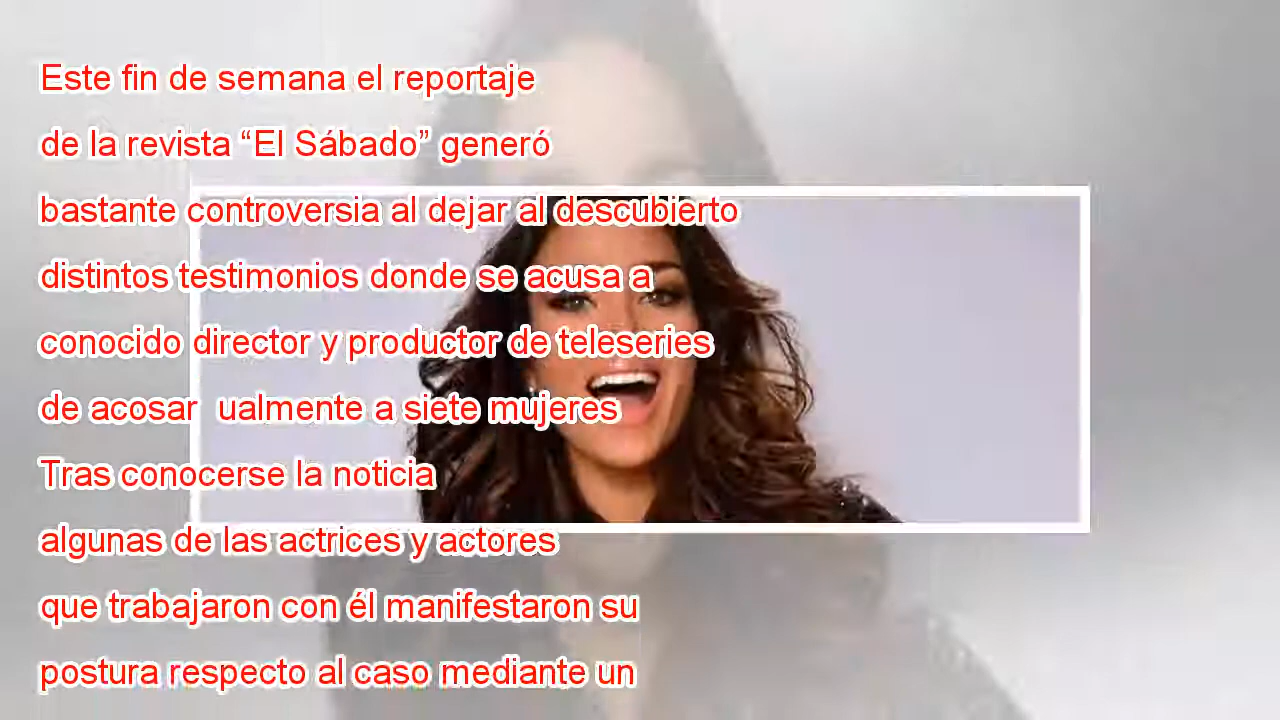 Este fin de semana el reportaje
de la revista “El Sábado” generó
bastante controversia al dejar al descubierto
distintos testimonios donde se acusa a
conocido director y productor de teleseries
de acosar  ualmente a siete mujeres
Tras conocerse la noticia
algunas de las actrices y actores
que trabajaron con él manifestaron su
postura respecto al caso mediante un